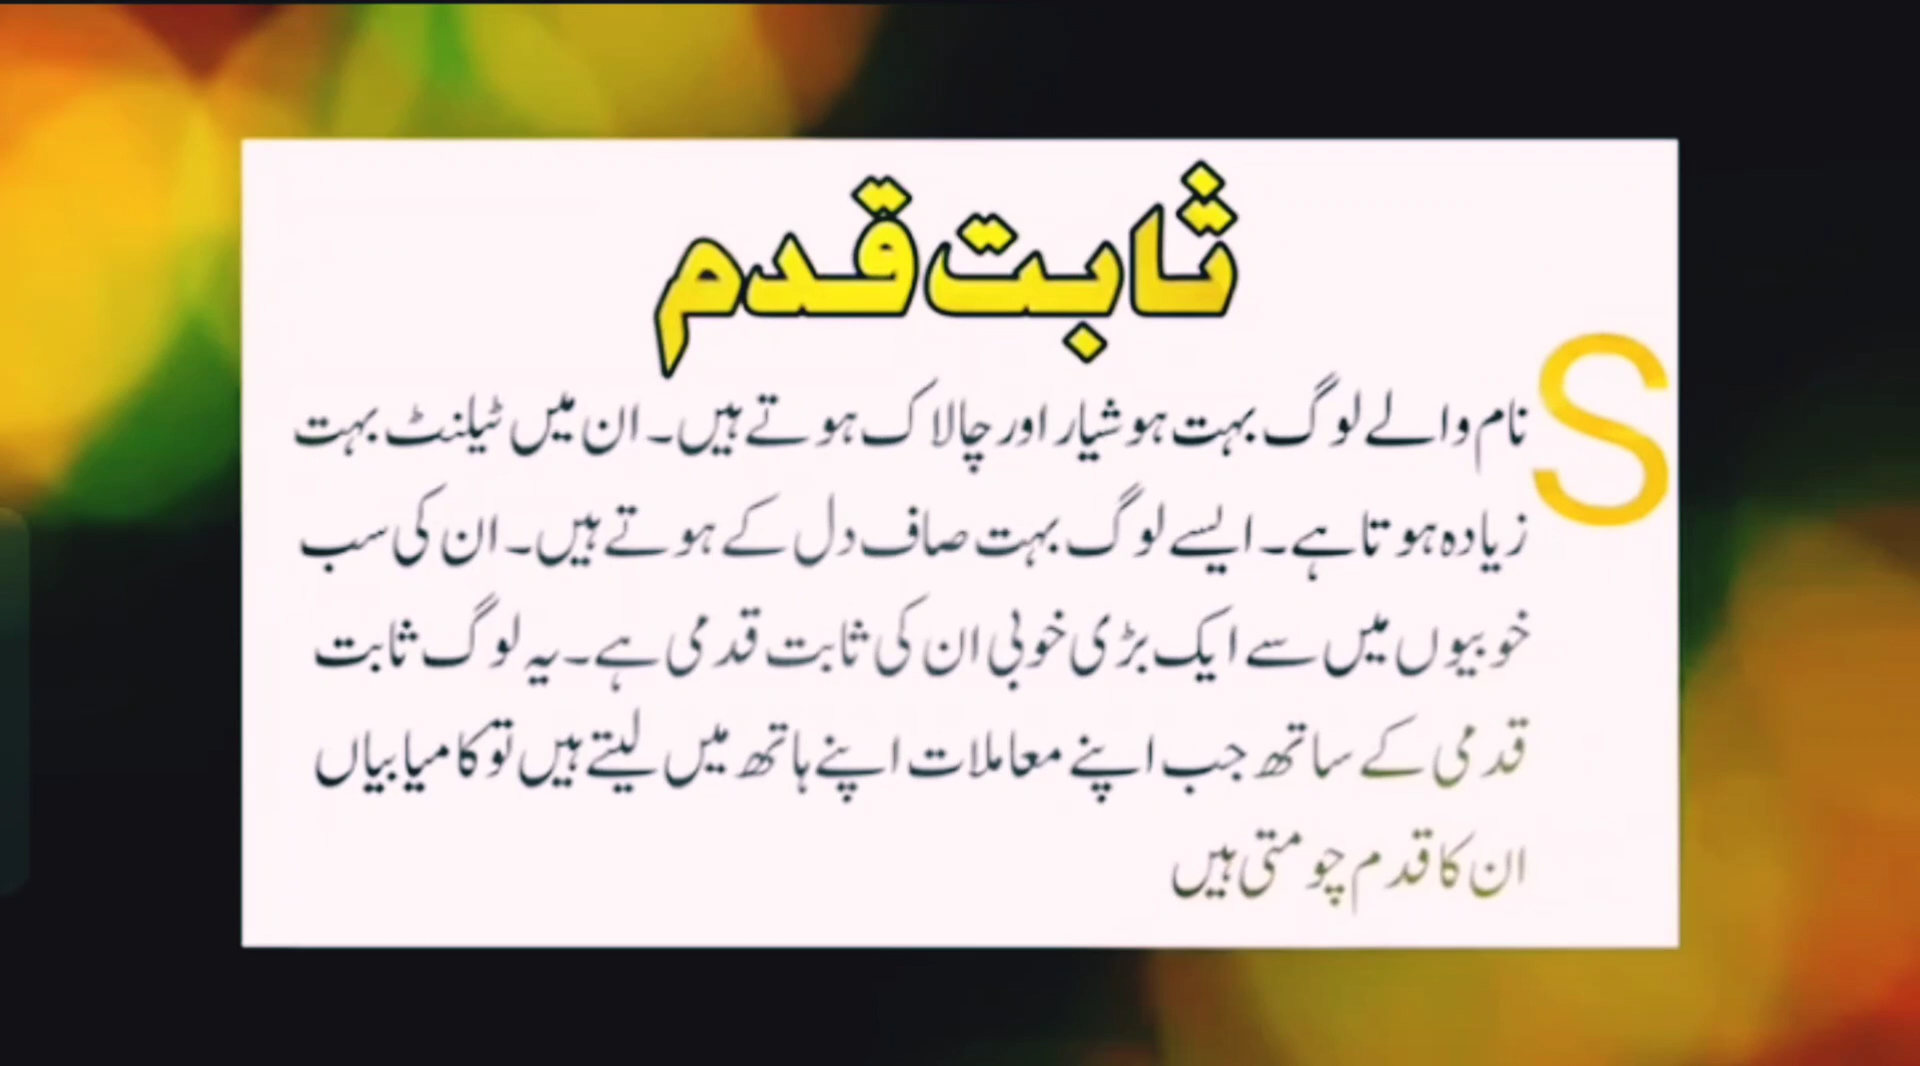 ثابت قدم
S نام والے لوگ بہت ہوشیار اور چالاک ہوتے ہیں۔ ان میں ٹیلنٹ بہت
زیادہ ہوتا ہے۔ ایسے لوگ بہت صاف دل کے ہوتے ہیں۔ ان کی سب
خوبیوں میں سے ایک بڑی خوبی ان کی ثابت قدمی ہے۔ یہ لوگ ثابت
قدمی کے ساتھ جب اپنے معاملات اپنے ہاتھ میں لیتے ہیں تو کامیابیاں
ان کا قدم چومتی ہیں